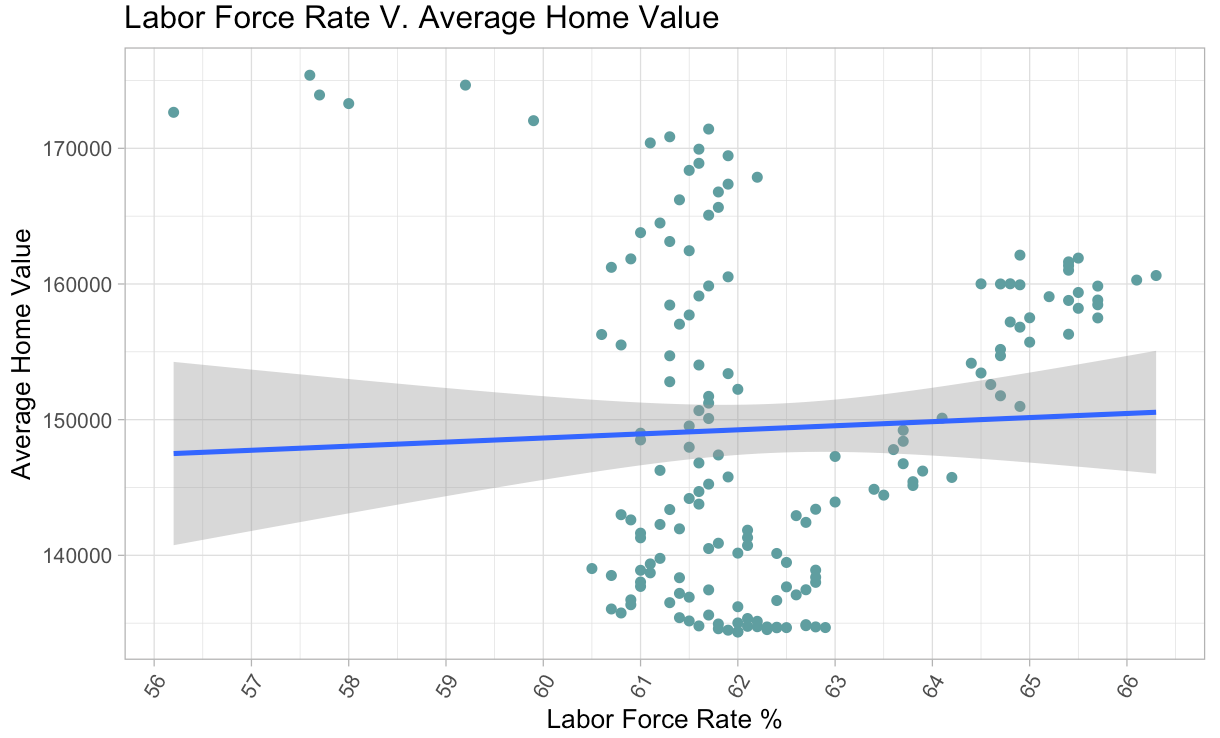 Labor Force Rate V. Average Home Value
Average Home Value
170000
160000
150000
140000
56 57 58 59 60 61 62 63 64 65 66
Labor Force Rate %